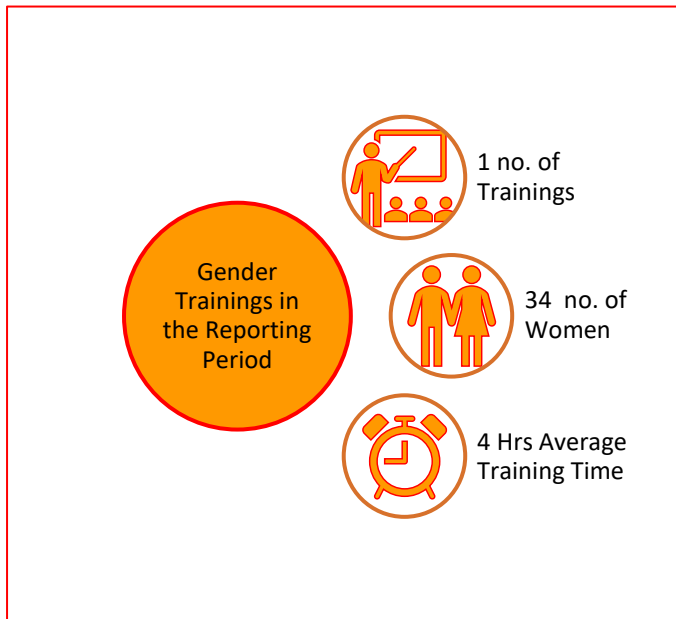 Gender
Trainings in
the Reporting
Period
1 no. of
Trainings
34  no. of
Women
4 Hrs Average
Training Time